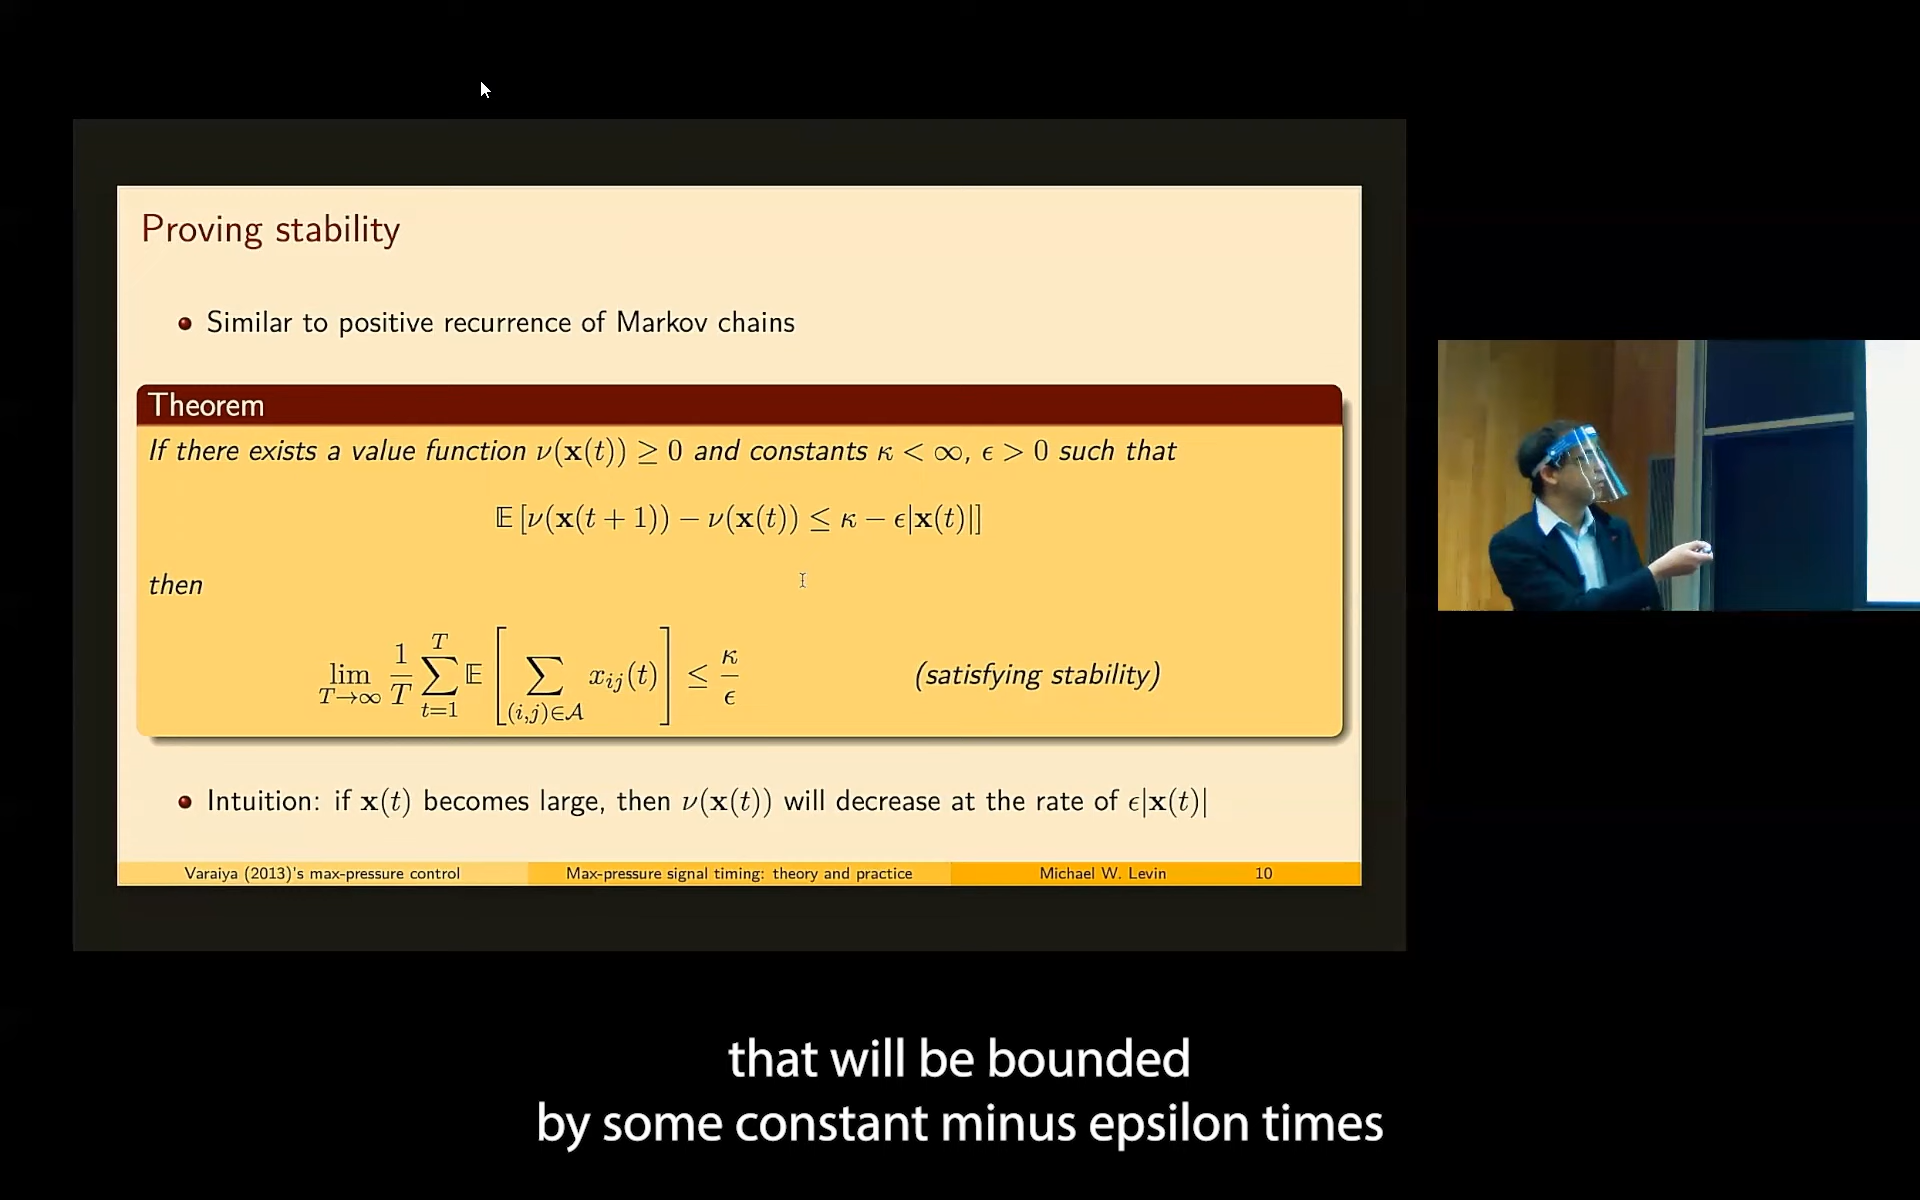 Proving stability
Similar to positive recurrence of Markov chains
Theorem
If there exists a value function ν(x(t)) ≥ 0 and constants κ < ∞, ϵ > 0 such that
𝔼 [ν(x(t + 1)) − ν(x(t)) ≤ κ − ϵ|x(t)|]
then
lim_{T→∞} 1/T ∑_{t=1}^{T} 𝔼 [∑_{(i,j)∈𝒜} x_{ij}(t)] ≤ κ/ϵ (satisfying stability)
Intuition: if x(t) becomes large, then ν(x(t)) will decrease at the rate of ϵ|x(t)|
Varaiya (2013)'s max-pressure control Max-pressure signal timing: theory and practice Michael W. Levin 10
that will be bounded
by some constant minus epsilon times